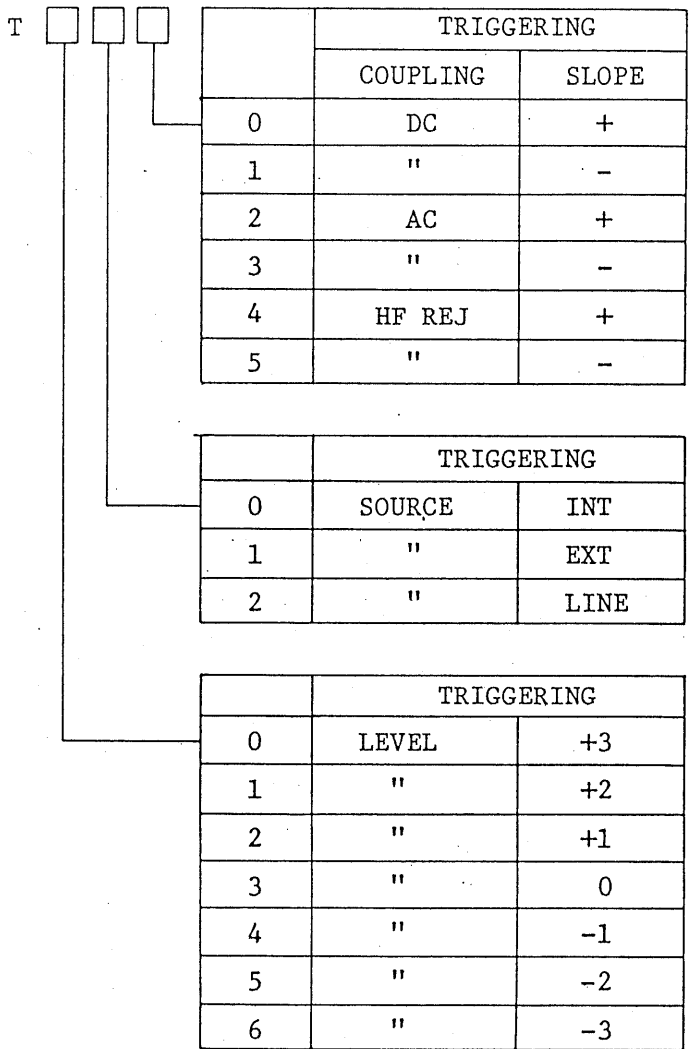 T TRIGGERING
COUPLING SLOPE
0 DC +
1 " -
2 AC +
3 " -
4 HF REJ +
5 " -
TRIGGERING
0 SOURCE INT
1 " EXT
2 " LINE
TRIGGERING
0 LEVEL +3
1 " +2
2 " +1
3 " 0
4 " -1
5 " -2
6 " -3